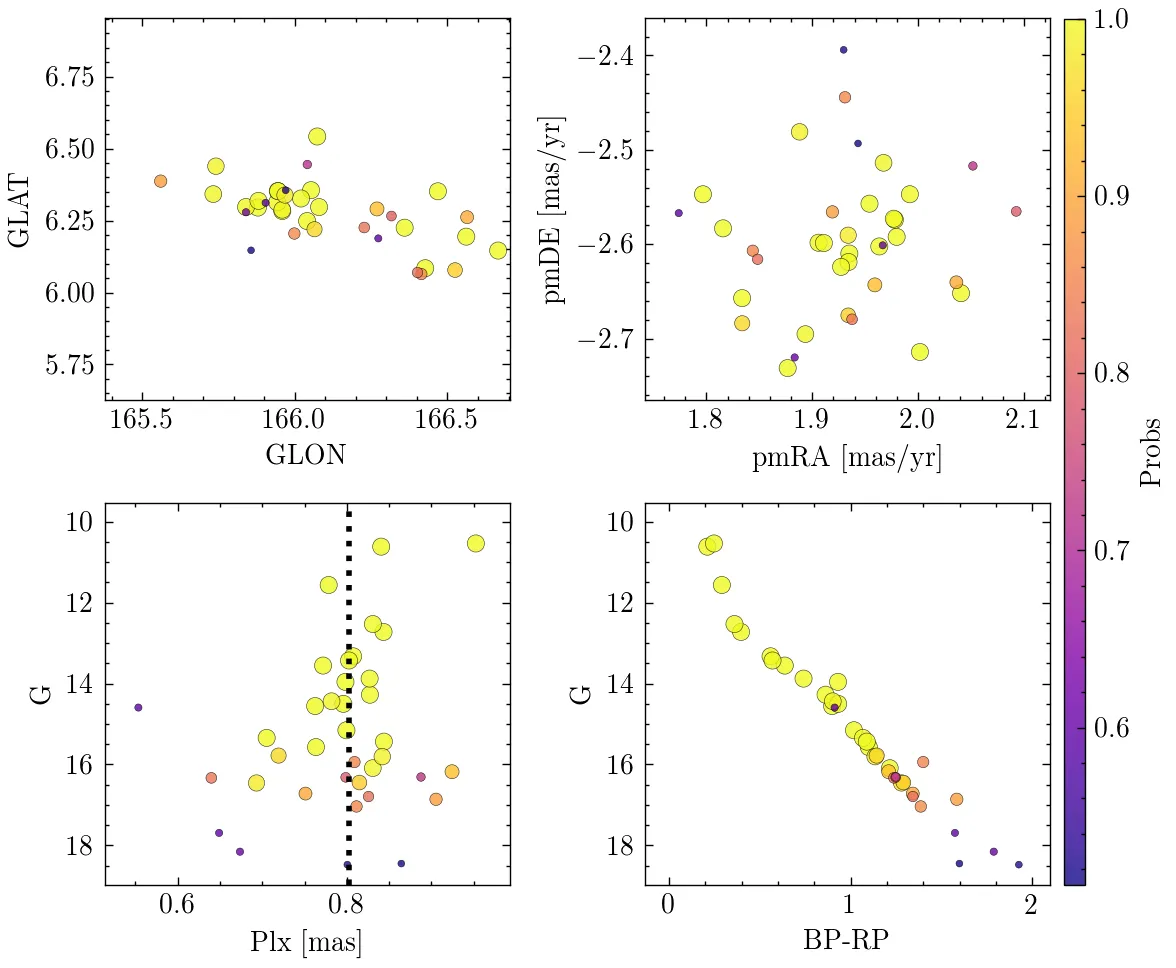 6.75
6.50
6.25
6.00
5.75
GLAT
165.5 166.0 166.5
GLON
−2.4
−2.5
−2.6
−2.7
pmDE [mas/yr]
1.8 1.9 2.0 2.1
pmRA [mas/yr]
10
12
14
16
18
G
0.6 0.8
Plx [mas]
10
12
14
16
18
G
0 1 2
BP-RP
1.0
0.9
0.8
0.7
0.6
Probs